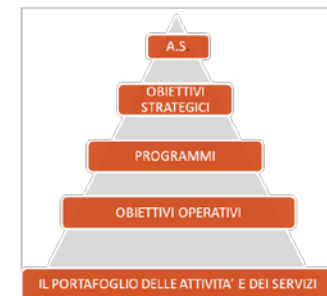 A.S.
OBIETTIVI
STRATEGICI
PROGRAMMI
OBIETTIVI OPERATIVI
IL PORTAFOGLIO DELLE ATTIVITA' E DEI SERVIZI